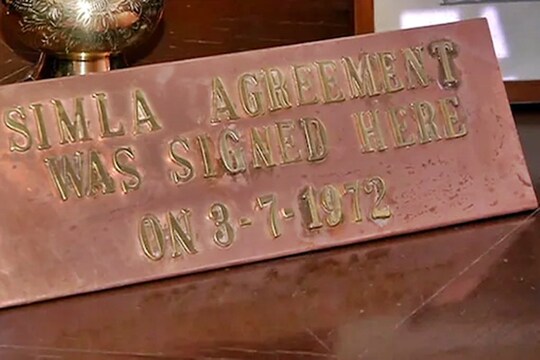 SIMLA AGREEMENT
WAS SIGNED HERE
ON 3-7-1972